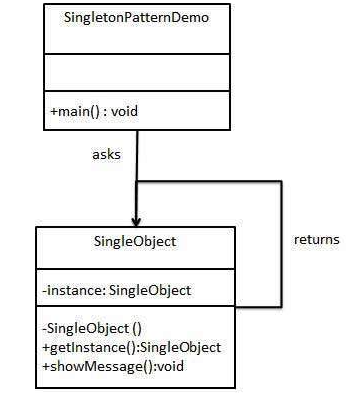 SingletonPatternDemo
+main() : void
asks
returns
SingleObject
-instance: SingleObject
-SingleObject ()
+getInstance():SingleObject
+showMessage():void